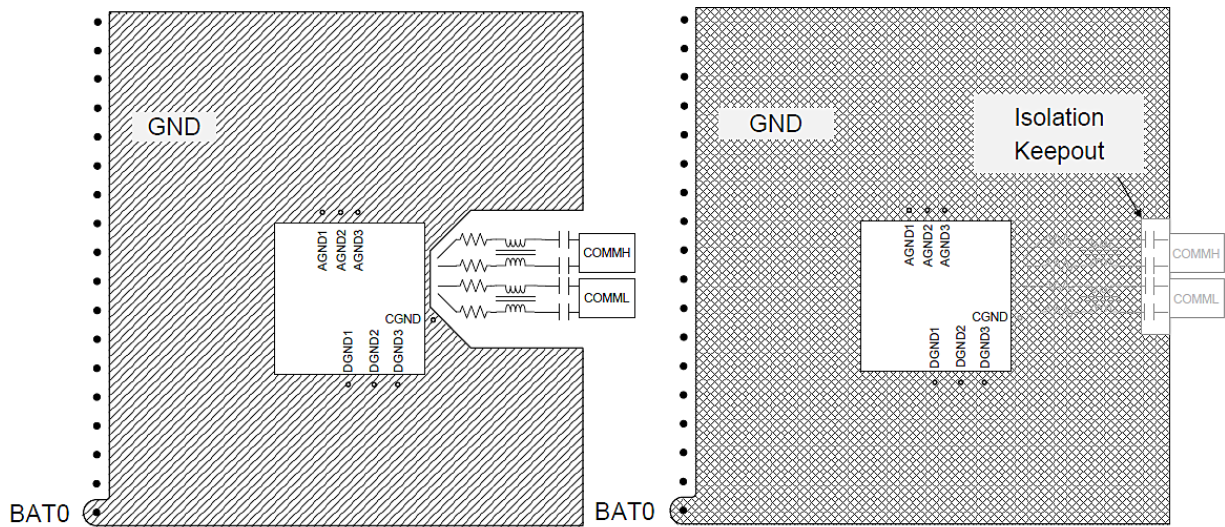 GND
AGND1
AGND2
AGND3
COMMH
COMML
CGND
DGND1
DGND2
DGND3
BAT0
GND
Isolation
Keepout
AGND1
AGND2
AGND3
COMMH
COMML
CGND
DGND1
DGND2
DGND3
BAT0